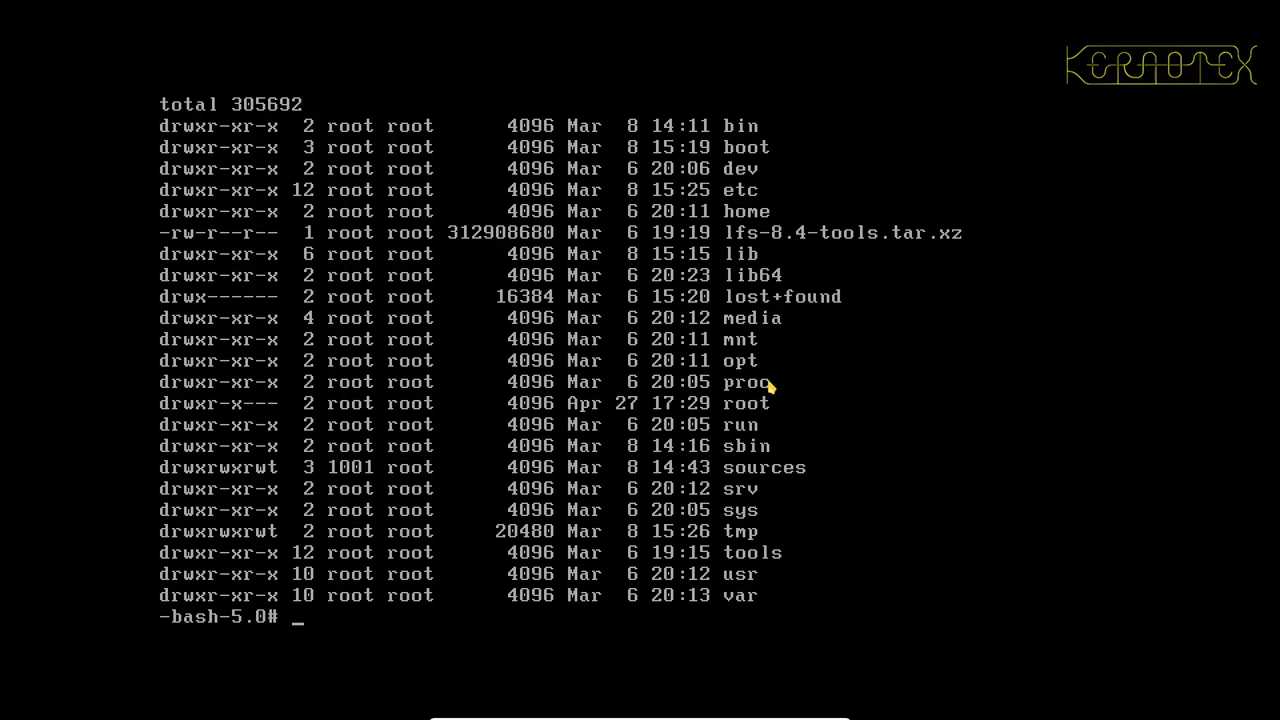 KERNOTEX
total 305692
drwxr-xr-x  2 root root      4096 Mar  8 14:11 bin
drwxr-xr-x  3 root root      4096 Mar  8 15:19 boot
drwxr-xr-x  2 root root      4096 Mar  6 20:06 dev
drwxr-xr-x 12 root root      4096 Mar  8 15:25 etc
drwxr-xr-x  2 root root      4096 Mar  6 20:11 home
-rw-r--r--  1 root root 312908680 Mar  6 19:19 lfs-8.4-tools.tar.xz
drwxr-xr-x  6 root root      4096 Mar  8 15:15 lib
drwxr-xr-x  2 root root      4096 Mar  6 20:23 lib64
drwx------  2 root root     16384 Mar  6 15:20 lost+found
drwxr-xr-x  4 root root      4096 Mar  6 20:12 media
drwxr-xr-x  2 root root      4096 Mar  6 20:11 mnt
drwxr-xr-x  2 root root      4096 Mar  6 20:11 opt
drwxr-xr-x  2 root root      4096 Mar  6 20:05 proc
drwxr-x---  2 root root      4096 Apr 27 17:29 root
drwxr-xr-x  2 root root      4096 Mar  6 20:05 run
drwxr-xr-x  2 root root      4096 Mar  8 14:16 sbin
drwxrwxrwt  3 1001 root      4096 Mar  8 14:43 sources
drwxr-xr-x  2 root root      4096 Mar  6 20:12 srv
drwxr-xr-x  2 root root      4096 Mar  6 20:05 sys
drwxrwxrwt  2 root root     20480 Mar  8 15:26 tmp
drwxr-xr-x 12 root root      4096 Mar  6 19:15 tools
drwxr-xr-x 10 root root      4096 Mar  6 20:12 usr
drwxr-xr-x 10 root root      4096 Mar  6 20:13 var
-bash-5.0# _